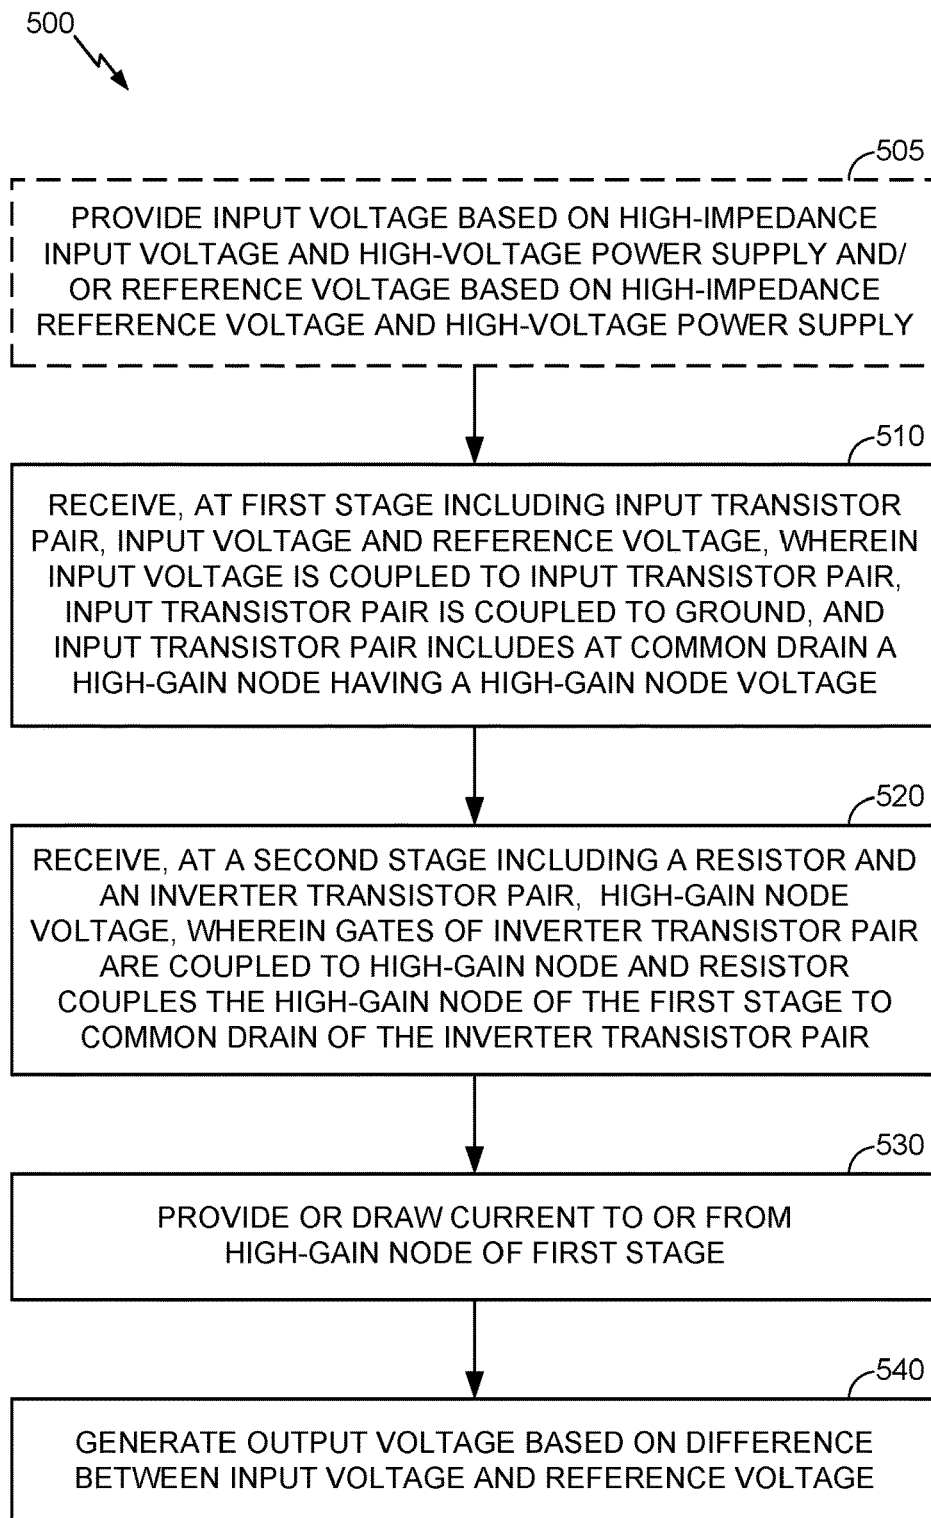 500
505
PROVIDE INPUT VOLTAGE BASED ON HIGH-IMPEDANCE
INPUT VOLTAGE AND HIGH-VOLTAGE POWER SUPPLY AND/
OR REFERENCE VOLTAGE BASED ON HIGH-IMPEDANCE
REFERENCE VOLTAGE AND HIGH-VOLTAGE POWER SUPPLY
510
RECEIVE, AT FIRST STAGE INCLUDING INPUT TRANSISTOR
PAIR, INPUT VOLTAGE AND REFERENCE VOLTAGE, WHEREIN
INPUT VOLTAGE IS COUPLED TO INPUT TRANSISTOR PAIR,
INPUT TRANSISTOR PAIR IS COUPLED TO GROUND, AND
INPUT TRANSISTOR PAIR INCLUDES AT COMMON DRAIN A
HIGH-GAIN NODE HAVING A HIGH-GAIN NODE VOLTAGE
520
RECEIVE, AT A SECOND STAGE INCLUDING A RESISTOR AND
AN INVERTER TRANSISTOR PAIR, HIGH-GAIN NODE
VOLTAGE, WHEREIN GATES OF INVERTER TRANSISTOR PAIR
ARE COUPLED TO HIGH-GAIN NODE AND RESISTOR
COUPLES THE HIGH-GAIN NODE OF THE FIRST STAGE TO
COMMON DRAIN OF THE INVERTER TRANSISTOR PAIR
530
PROVIDE OR DRAW CURRENT TO OR FROM
HIGH-GAIN NODE OF FIRST STAGE
540
GENERATE OUTPUT VOLTAGE BASED ON DIFFERENCE
BETWEEN INPUT VOLTAGE AND REFERENCE VOLTAGE